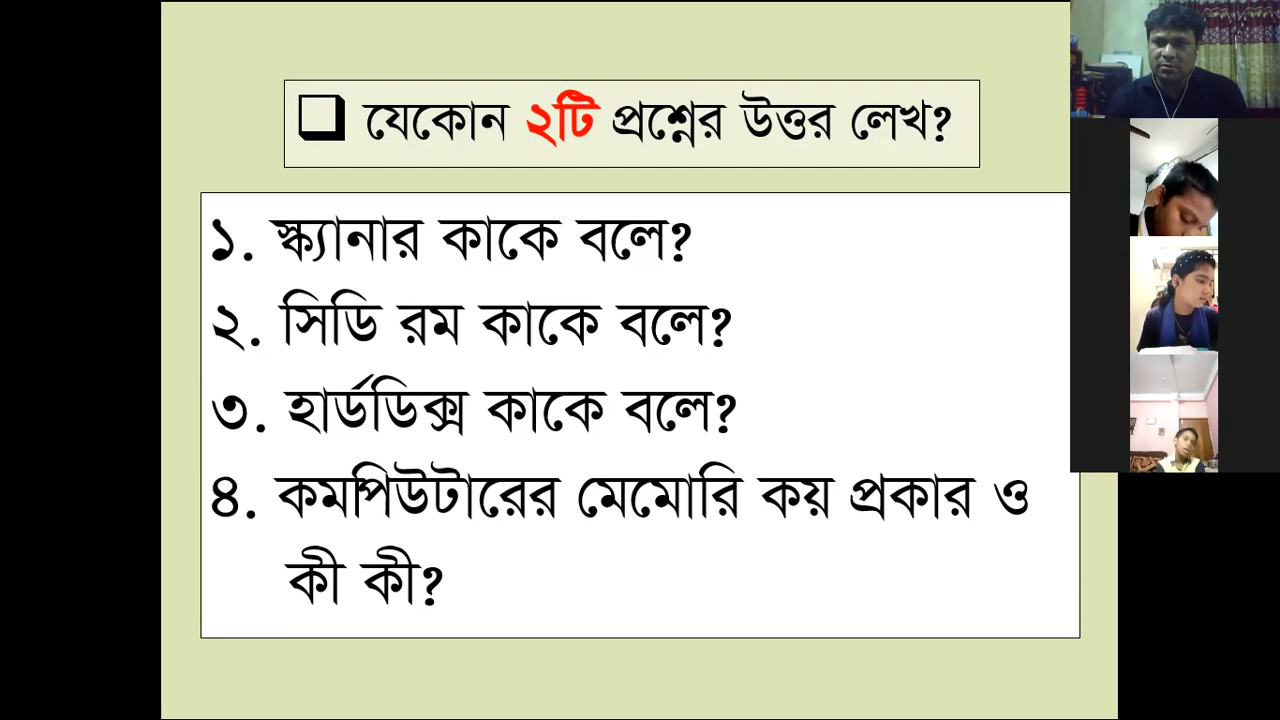 যেকোন ২টি প্রশ্নের উত্তর লেখ?
১. স্ক্যানার কাকে বলে?
২. সিডি রম কাকে বলে?
৩. হার্ডডিক্স কাকে বলে?
৪. কমপিউটারের মেমোরি কয় প্রকার ও
কী কী?